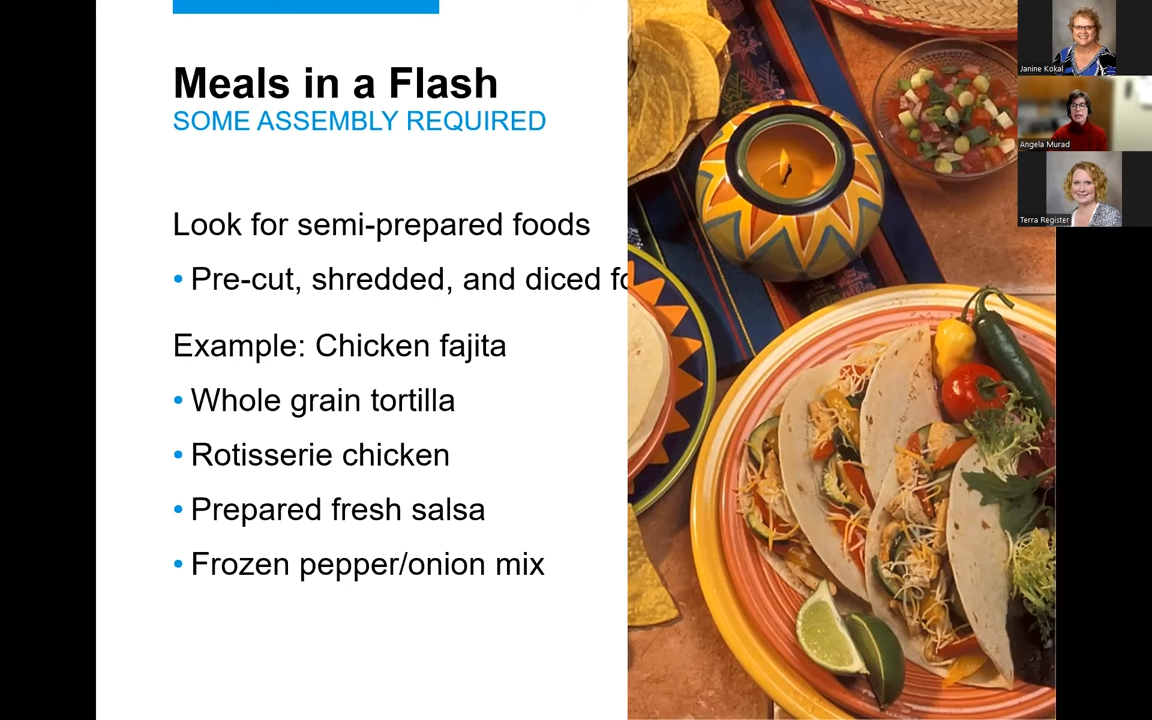 Meals in a Flash
SOME ASSEMBLY REQUIRED
Look for semi-prepared foods
• Pre-cut, shredded, and diced fo
Example: Chicken fajita
• Whole grain tortilla
• Rotisserie chicken
• Prepared fresh salsa
• Frozen pepper/onion mix
Janine Kokal
Angela Murad
Terra Register